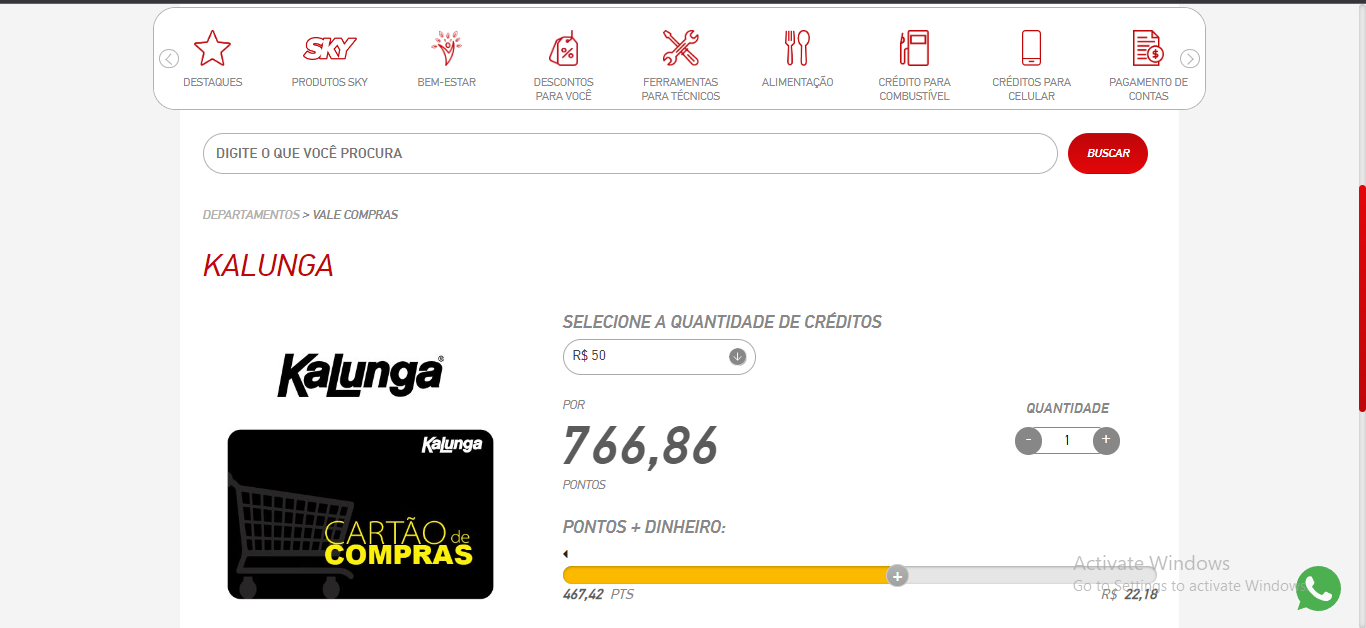 DESTAQUES
SKY
PRODUTOS SKY
BEM-ESTAR
%
DESCONTOS
PARA VOCÊ
FERRAMENTAS
PARA TÉCNICOS
ALIMENTAÇÃO
CRÉDITO PARA
COMBUSTÍVEL
CRÉDITOS PARA
CELULAR
$
PAGAMENTO DE
CONTAS
DIGITE O QUE VOCÊ PROCURA
BUSCAR
DEPARTAMENTOS > VALE COMPRAS
KALUNGA
Kalunga®
Kalunga
CARTÃO de
COMPRAS
SELECIONE A QUANTIDADE DE CRÉDITOS
R$ 50
POR
766,86
PONTOS
QUANTIDADE
- 1 +
PONTOS + DINHEIRO:
+
467,42 PTS
R$ 22,18
Activate Windows
Go to Settings to activate Windows